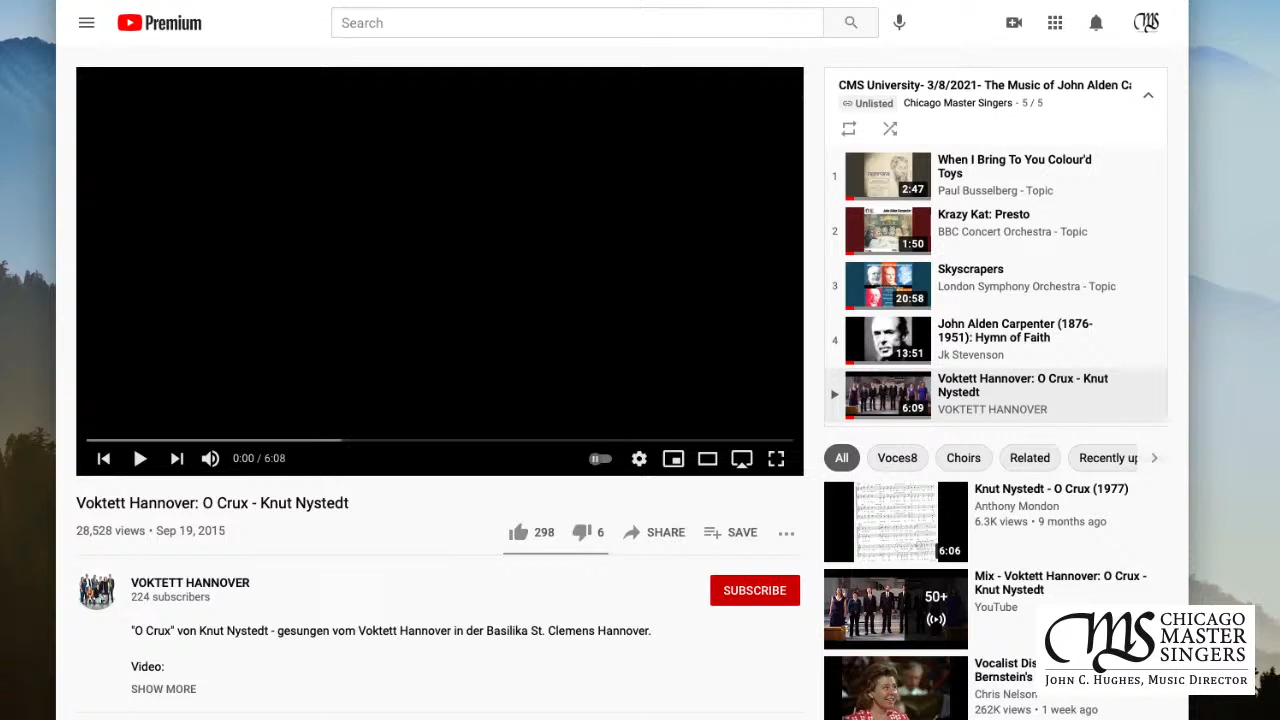 Premium
Search
CMS University- 3/8/2021- The Music of John Alden Ca
Unlisted Chicago Master Singers - 5 / 5
1
When I Bring To You Colour'd
Toys
Paul Busselberg - Topic
2:47
2
Krazy Kat: Presto
BBC Concert Orchestra - Topic
1:50
3
Skyscrapers
London Symphony Orchestra - Topic
20:58
4
John Alden Carpenter (1876-
1951): Hymn of Faith
Jk Stevenson
13:51
Voktett Hannover: O Crux - Knut
Nystedt
VOKTETT HANNOVER
6:09
0:00 / 6:08
All Voces8 Choirs Related Recently up
Voktett Hannover: O Crux - Knut Nystedt
28,528 views • Sep 19, 2015
298 6 SHARE SAVE
VOKTETT HANNOVER
224 subscribers
SUBSCRIBE
"O Crux" von Knut Nystedt - gesungen vom Voktett Hannover in der Basilika St. Clemens Hannover.
Video:
SHOW MORE
Knut Nystedt - O Crux (1977)
Anthony Mondon
6.3K views • 9 months ago
6:06
Mix - Voktett Hannover: O Crux -
Knut Nystedt
YouTube
50+
Vocalist Dis
Bernstein's
Chris Nelson
262K views • 1 week ago
CMS
CHICAGO
MASTER
SINGERS
JOHN C. HUGHES, MUSIC DIRECTOR